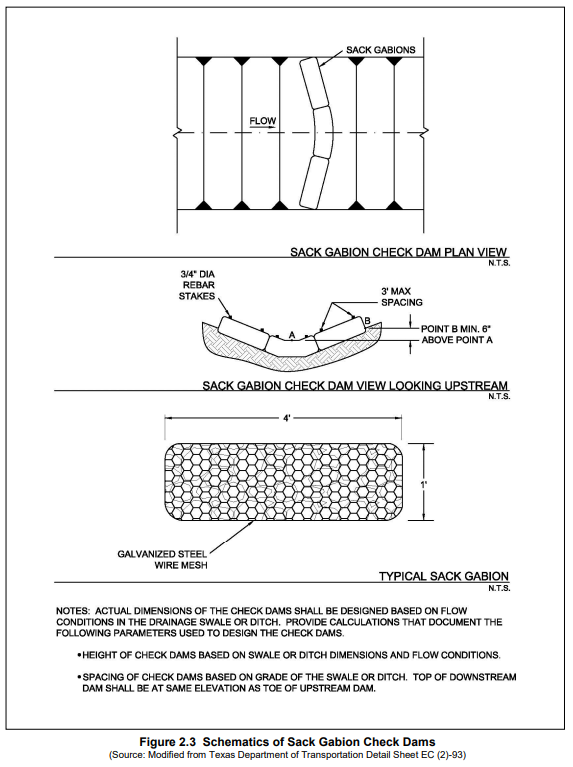 SACK GABIONS
FLOW
SACK GABION CHECK DAM PLAN VIEW
N.T.S.
3/4" DIA
REBAR
STAKES
3' MAX
SPACING
A
B
POINT B MIN. 6"
ABOVE POINT A
SACK GABION CHECK DAM VIEW LOOKING UPSTREAM
N.T.S.
4'
1'
GALVANIZED STEEL
WIRE MESH
TYPICAL SACK GABION
N.T.S.
NOTES: ACTUAL DIMENSIONS OF THE CHECK DAMS SHALL BE DESIGNED BASED ON FLOW
CONDITIONS IN THE DRAINAGE SWALE OR DITCH. PROVIDE CALCULATIONS THAT DOCUMENT THE
FOLLOWING PARAMETERS USED TO DESIGN THE CHECK DAMS.
• HEIGHT OF CHECK DAMS BASED ON SWALE OR DITCH DIMENSIONS AND FLOW CONDITIONS.
• SPACING OF CHECK DAMS BASED ON GRADE OF THE SWALE OR DITCH. TOP OF DOWNSTREAM
DAM SHALL BE AT SAME ELEVATION AS TOE OF UPSTREAM DAM.
Figure 2.3 Schematics of Sack Gabion Check Dams
(Source: Modified from Texas Department of Transportation Detail Sheet EC (2)-93)